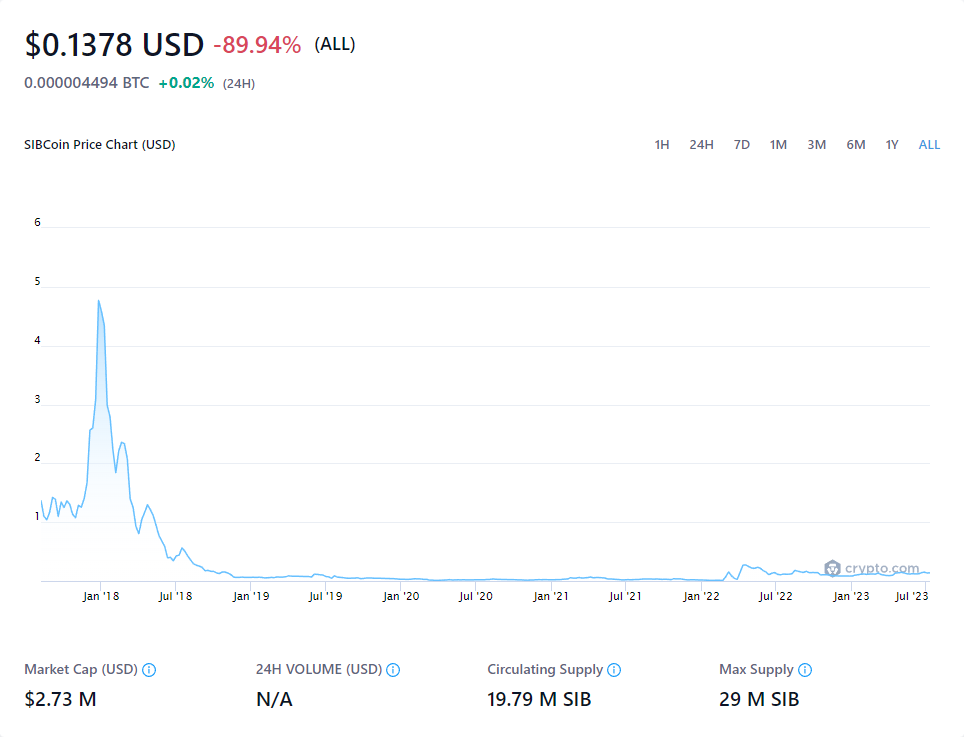 $0.1378 USD -89.94% (ALL)
0.000004494 BTC +0.02% (24H)
SIBCoin Price Chart (USD) 1H 24H 7D 1M 3M 6M 1Y ALL
6
5
4
3
2
1
crypto.com
Jan '18 Jul '18 Jan '19 Jul '19 Jan '20 Jul '20 Jan '21 Jul '21 Jan '22 Jul '22 Jan '23 Jul '23
Market Cap (USD) 24H VOLUME (USD) Circulating Supply Max Supply
$2.73 M N/A 19.79 M SIB 29 M SIB